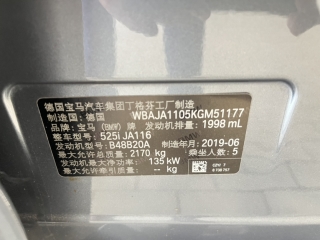 德国宝马汽车集团丁格芬工厂制造
制造国：德国 WBAJA1105KGM51177
品牌：宝马 (BMW) 牌 发动机排量：1998 mL
型号：525i JA116
发动机型号：B48B20A 制造年月：2019-06
最大允许总质量：2170 kg 乘坐人数：5
发动机最大净功率：135 kW
最大允许牵引质量：-- kg